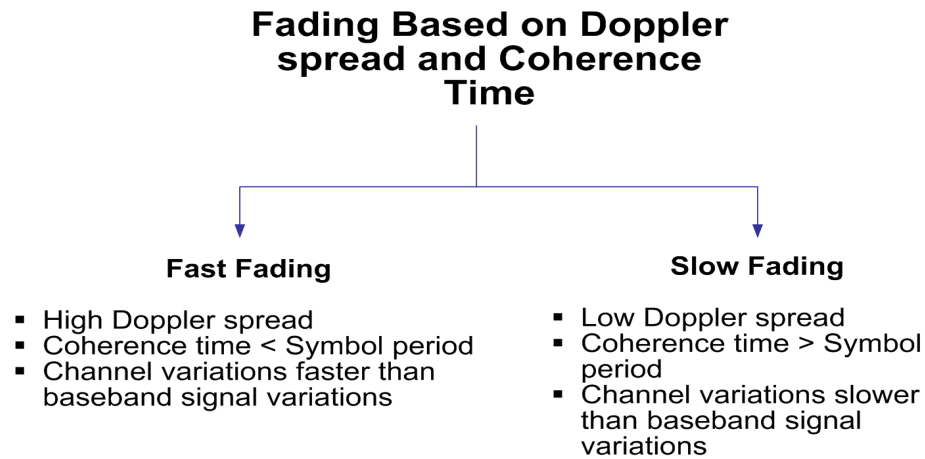 Fading Based on Doppler
spread and Coherence
Time
Fast Fading
▪ High Doppler spread
▪ Coherence time < Symbol period
▪ Channel variations faster than
baseband signal variations
Slow Fading
▪ Low Doppler spread
▪ Coherence time > Symbol
period
▪ Channel variations slower
than baseband signal
variations